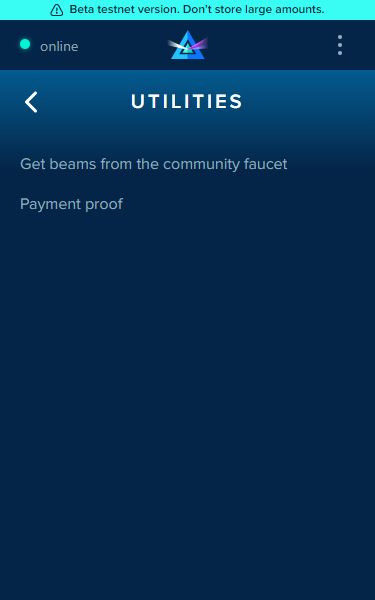 Beta testnet version. Don't store large amounts.
online
UTILITIES
Get beams from the community faucet
Payment proof